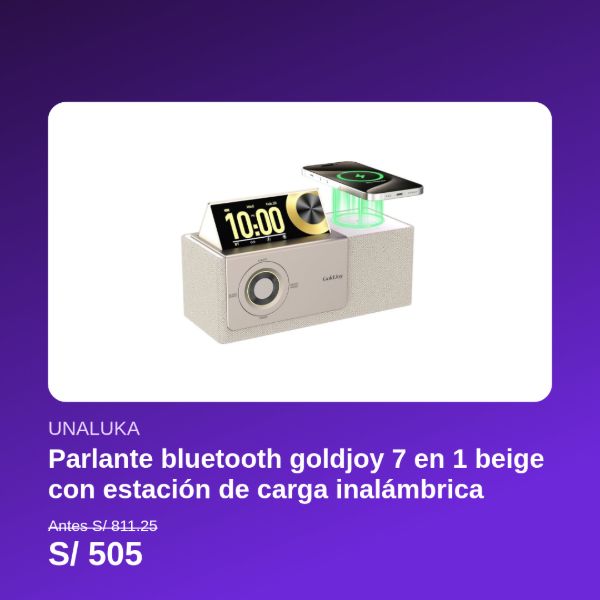 10:00
GoldJoy
UNALUKA
Parlante bluetooth goldjoy 7 en 1 beige
con estación de carga inalámbrica
Antes S/ 811.25
S/ 505